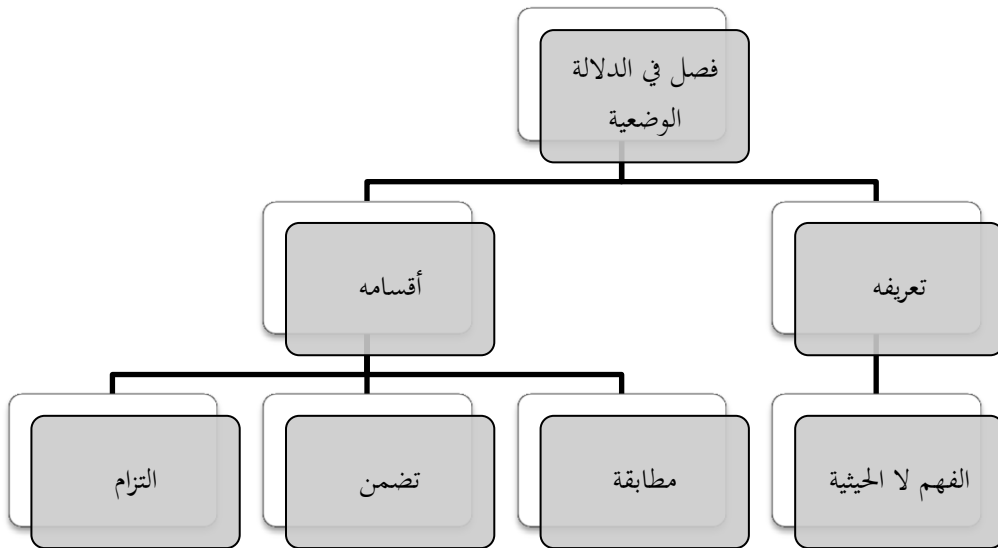 فصل في الدلالة
الوضعية
تعريفه
أقسامه
الفهم لا الحيثية
مطابقة
تضمن
التزام